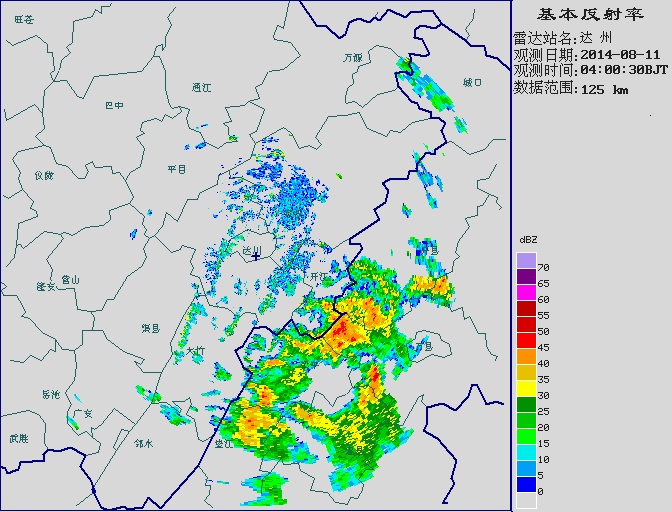 基本反射率
雷达站名:达 州
观测日期:2014-08-11
观测时间:04:00:30BJT
数据范围:125 km
旺苍
万源
城口
通江
巴中
平昌
仪陇
达川
开江
营山
渠县
大竹
岳池
广安
武胜
邻水
垫江
dBZ
70
65
60
55
50
45
40
35
30
25
20
15
10
5
0